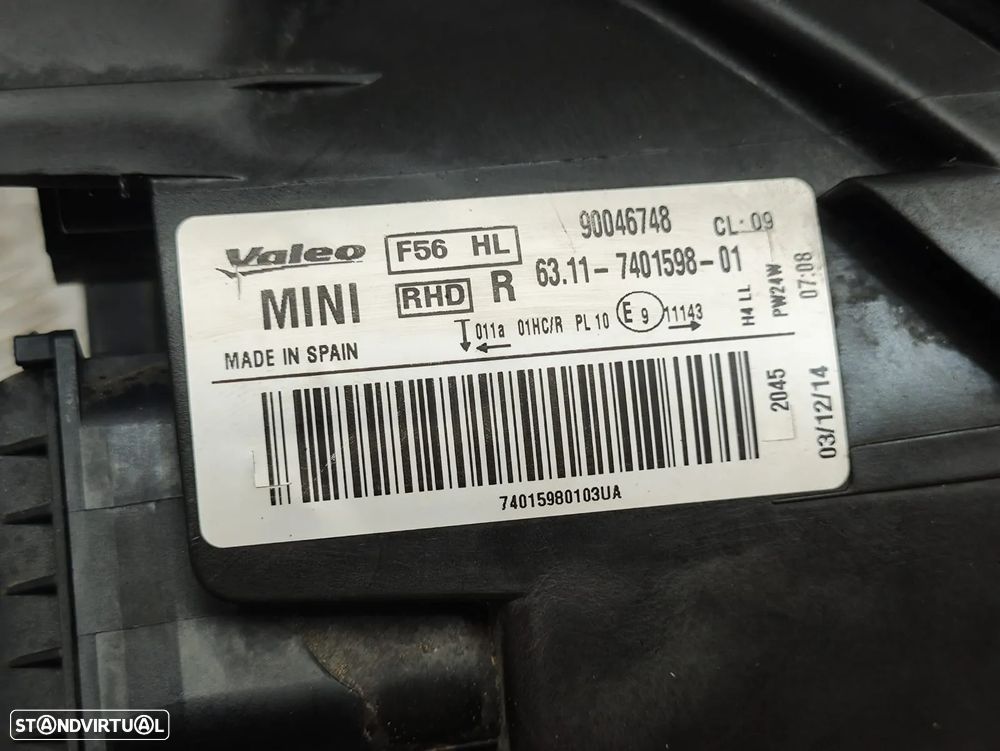 Valeo F56 HL 90046748 CL: 09
MINI RHD R 63.11-7401598-01
011a 01HC/R PL 10 E 9 11143
MADE IN SPAIN
H4 LL
PW24W
07:08
2045
03/12/14
74015980103UA
STANDVIRTUAL